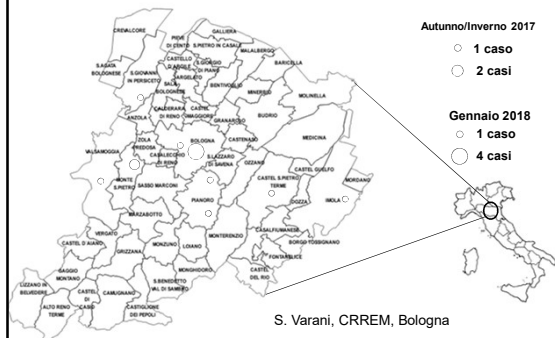 Autunno/Inverno 2017
1 caso
2 casi
Gennaio 2018
1 caso
4 casi
CREVALCORE
GALLIERA
PIEVE
DI CENTO
S.PIETRO IN CASALE
MALALBERGO
CASTELLO
D'ARGILE
S.GIORGIO
DI PIANO
BARICELLA
S.AGATA
BOLOGNESE
S.GIOVANNI
IN PERSICETO
SALA
BOLOGNESE
ARGELATO
BENTIVOGLIO
MINERBIO
MOLINELLA
CALDERARA
DI RENO
CASTEL
MAGGIORE
BUDRIO
ANZOLA
GRANAROLO
MEDICINA
ZOLA
PREDOSA
BOLOGNA
CASTENASO
VALSAMOGGIA
CASALECCHIO
DI RENO
S.LAZZARO
DI SAVENA
OZZANO
CASTEL GUELFO
MONTE
S.PIETRO
SASSO MARCONI
CASTEL S.PIETRO
TERME
MORDANO
PIANORO
DOZZA
IMOLA
MARZABOTTO
CASALFIUMANESE
VERGATO
MONTERENZIO
BORGO TOSSIGNANO
CASTEL D'AIANO
MONZUNO
LOIANO
FONTANELICE
GRIZZANA
GAGGIO
MONTANO
MONGHIDORO
CASTEL
DEL RIO
LIZZANO IN
BELVEDERE
S.BENEDETTO
VAL DI SAMBRO
CASTEL
DI CASIO
CAMUGNANO
ALTO RENO
TERME
CASTIGLIONE
DEI PEPOLI
S. Varani, CRREM, Bologna